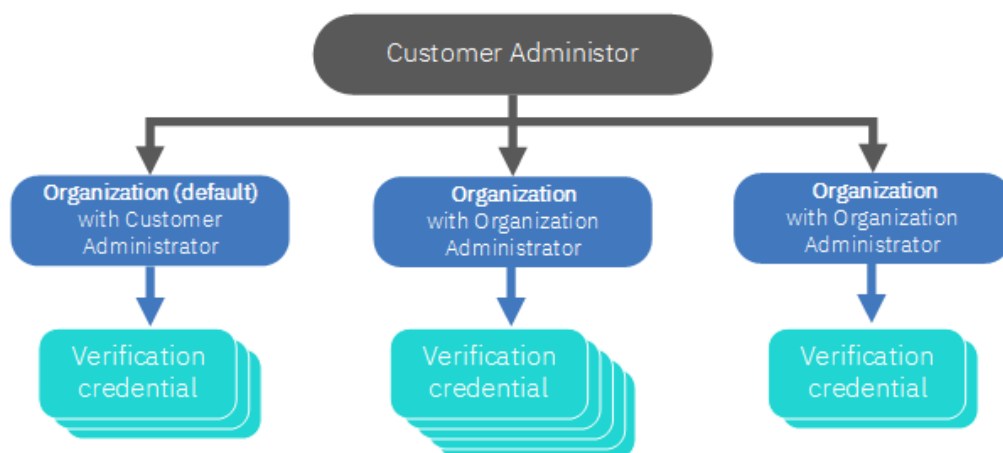 Customer Administor
Organization (default)
with Customer
Administrator
Organization
with Organization
Administrator
Organization
with Organization
Administrator
Verification
credential
Verification
credential
Verification
credential